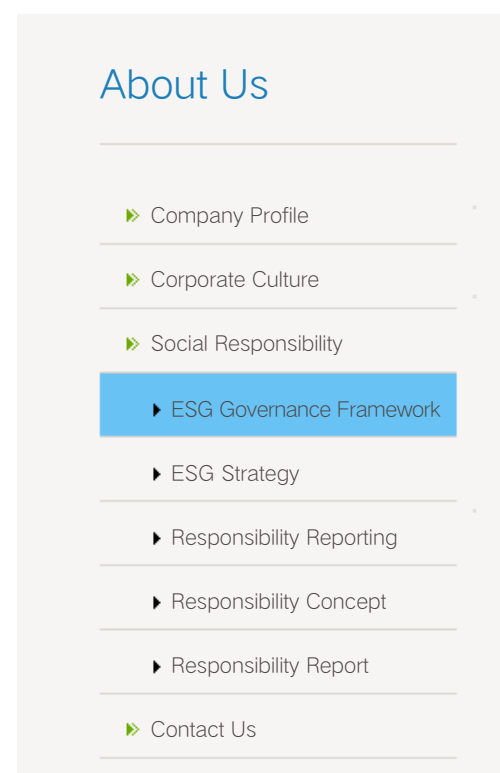 About Us
Company Profile
Corporate Culture
Social Responsibility
ESG Governance Framework
ESG Strategy
Responsibility Reporting
Responsibility Concept
Responsibility Report
Contact Us